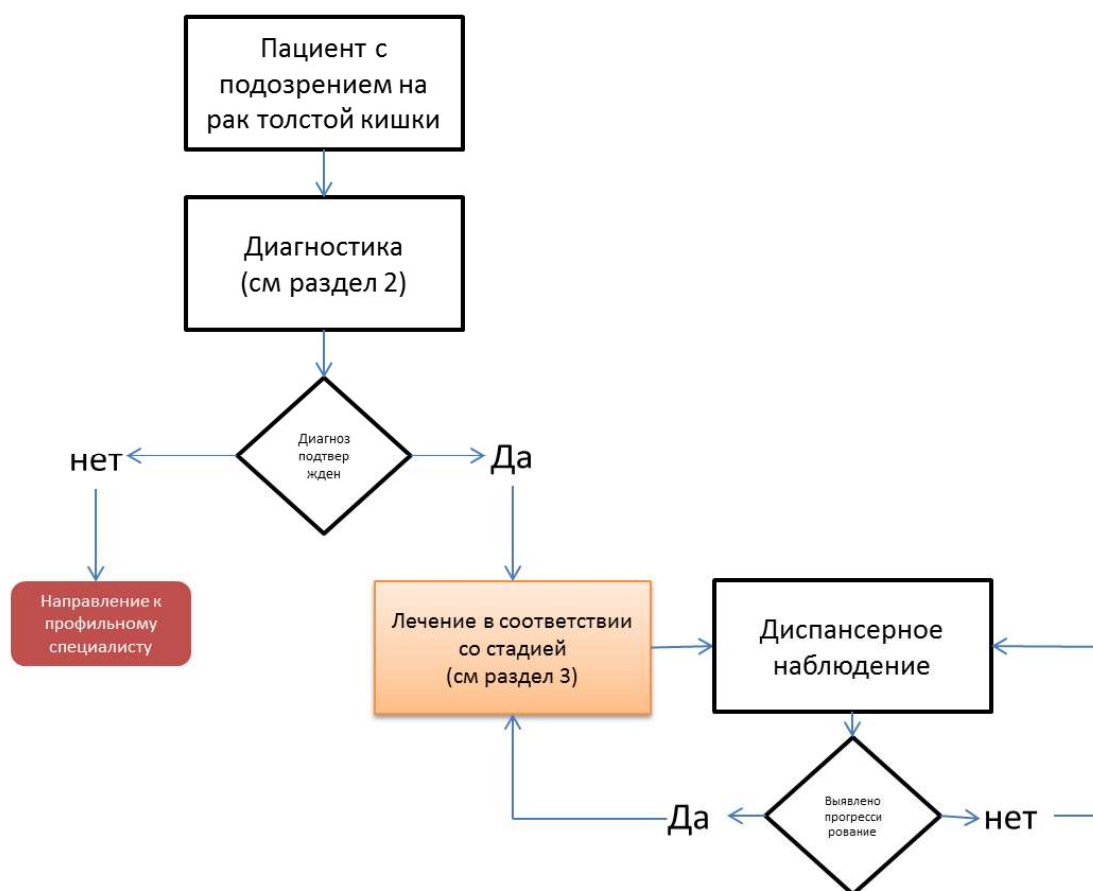 Пациент с
подозрением на
рак толстой кишки
Диагностика
(см раздел 2)
Диагноз
подтвер
жден
нет
Да
Направление к
профильному
специалисту
Лечение в соответствии
со стадией
(см раздел 3)
Диспансерное
наблюдение
Выявлено
прогресси
рование
Да
нет